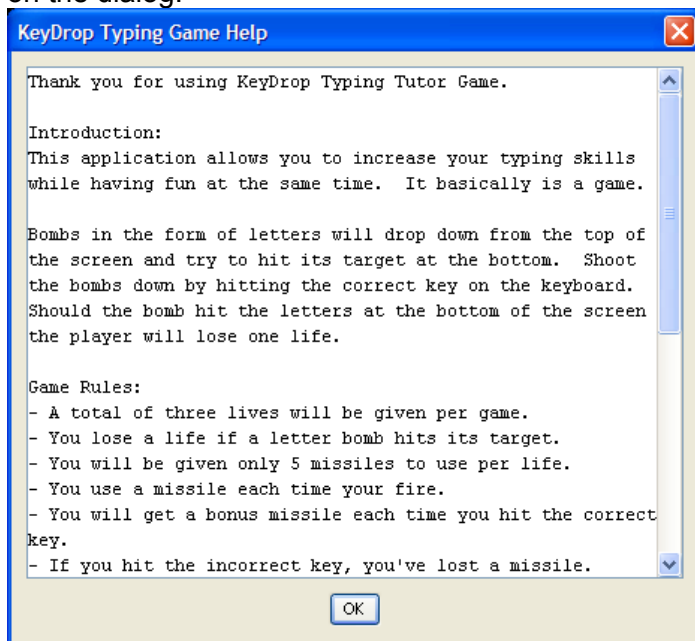 on the dialog.
KeyDrop Typing Game Help
Thank you for using KeyDrop Typing Tutor Game.
Introduction:
This application allows you to increase your typing skills
while having fun at the same time.  It basically is a game.
Bombs in the form of letters will drop down from the top of
the screen and try to hit its target at the bottom.  Shoot
the bombs down by hitting the correct key on the keyboard.
Should the bomb hit the letters at the bottom of the screen
the player will lose one life.
Game Rules:
- A total of three lives will be given per game.
- You lose a life if a letter bomb hits its target.
- You will be given only 5 missiles to use per life.
- You use a missile each time your fire.
- You will get a bonus missile each time you hit the correct
key.
- If you hit the incorrect key, you've lost a missile.
OK